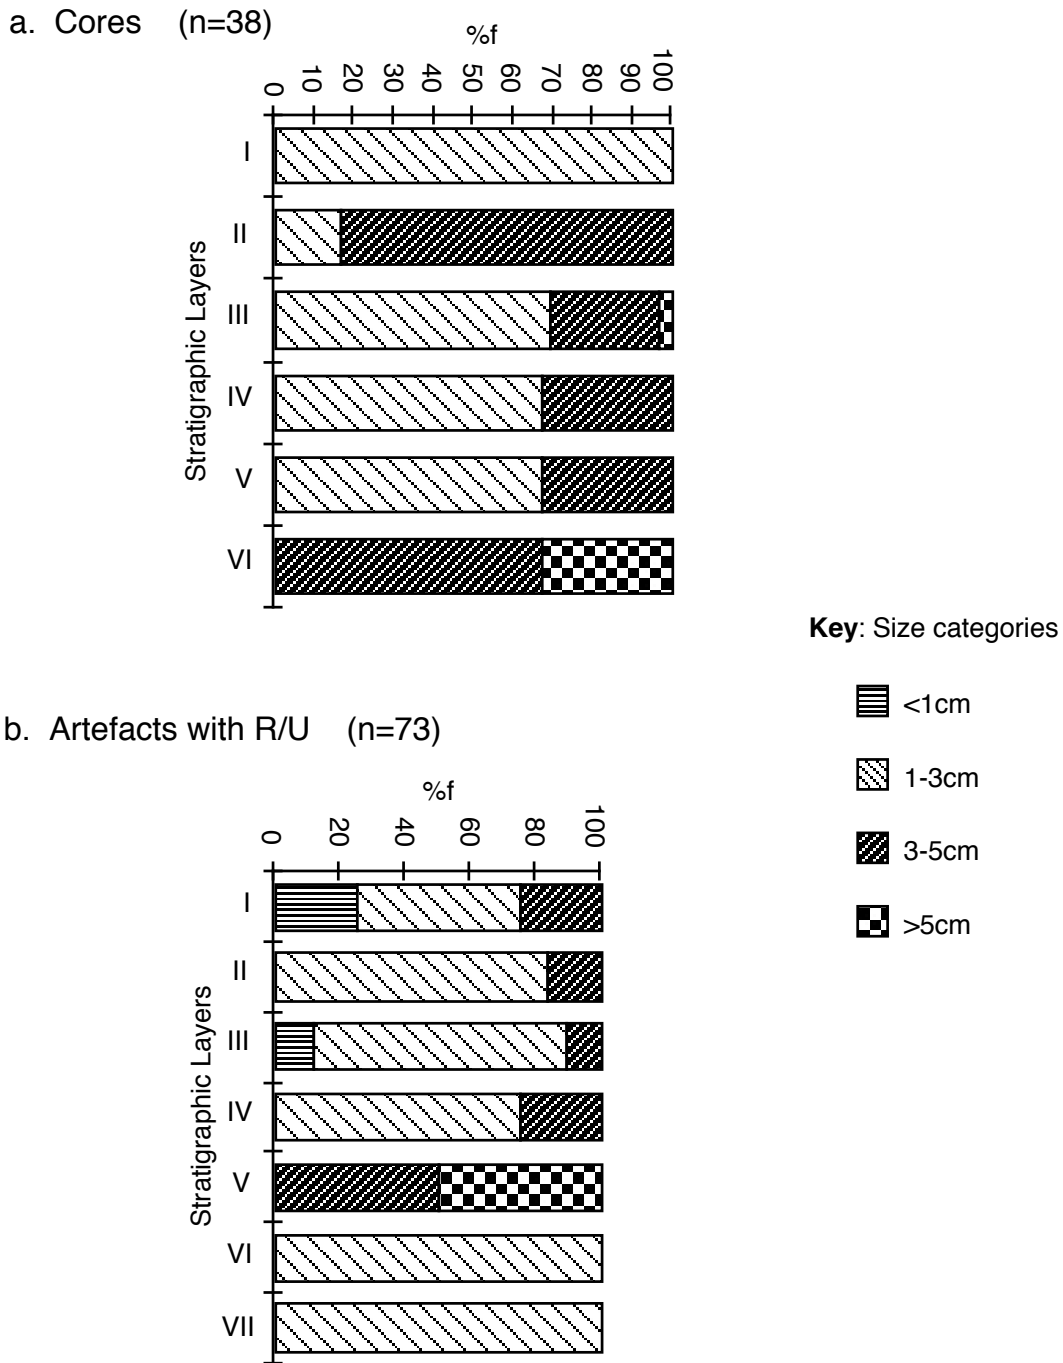 a. Cores (n=38)
%f
0 10 20 30 40 50 60 70 80 90 100
Stratigraphic Layers
I
II
III
IV
V
VI
Key: Size categories
<1cm
1-3cm
3-5cm
>5cm
b. Artefacts with R/U (n=73)
%f
0 20 40 60 80 100
Stratigraphic Layers
I
II
III
IV
V
VI
VII